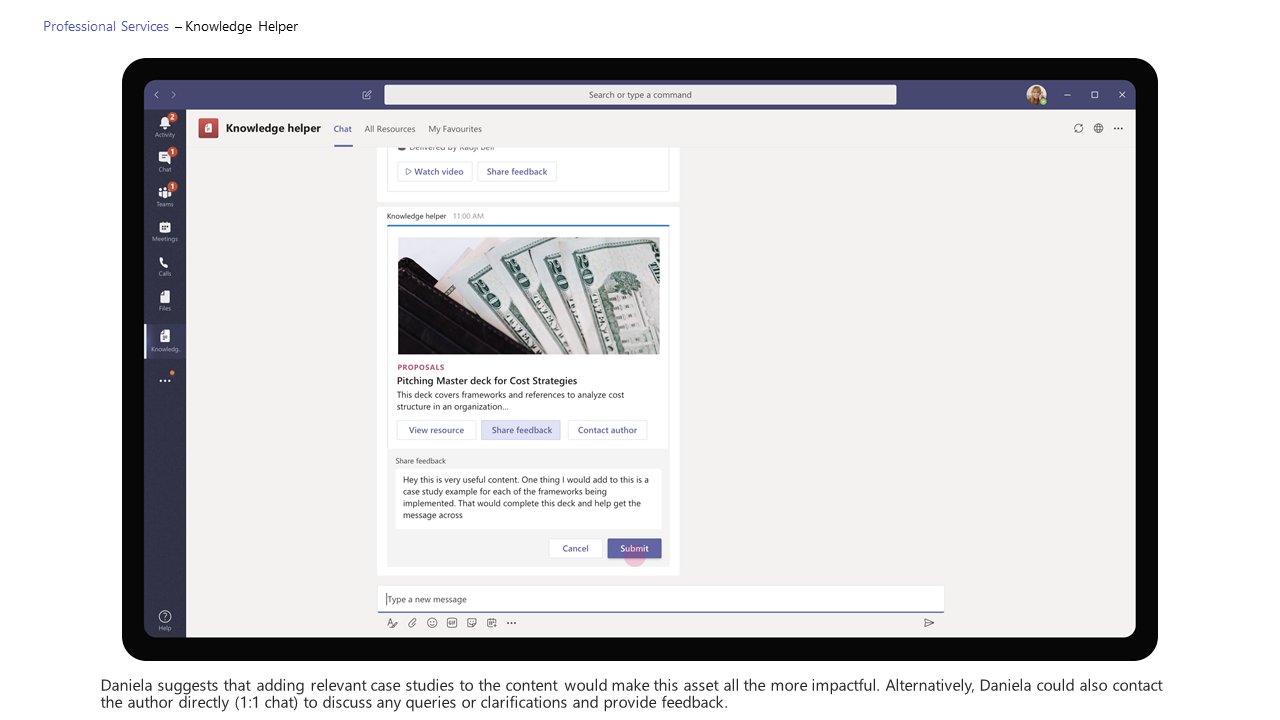 Professional Services – Knowledge Helper
Search or type a command
Knowledge helper Chat All Resources My Favourites
2
Activity
1
Chat
1
Teams
Meetings
Calls
Files
Knowledg..
Help
Delivered by Kadji Bell
Watch video Share feedback
Knowledge helper 11:00 AM
PROPOSALS
Pitching Master deck for Cost Strategies
This deck covers frameworks and references to analyze cost
structure in an organization...
View resource Share feedback Contact author
Share feedback
Hey this is very useful content. One thing I would add to this is a
case study example for each of the frameworks being
implemented. That would complete this deck and help get the
message across
Cancel Submit
Type a new message
GIF
Daniela suggests that adding relevant case studies to the content would make this asset all the more impactful. Alternatively, Daniela could also contact
the author directly (1:1 chat) to discuss any queries or clarifications and provide feedback.